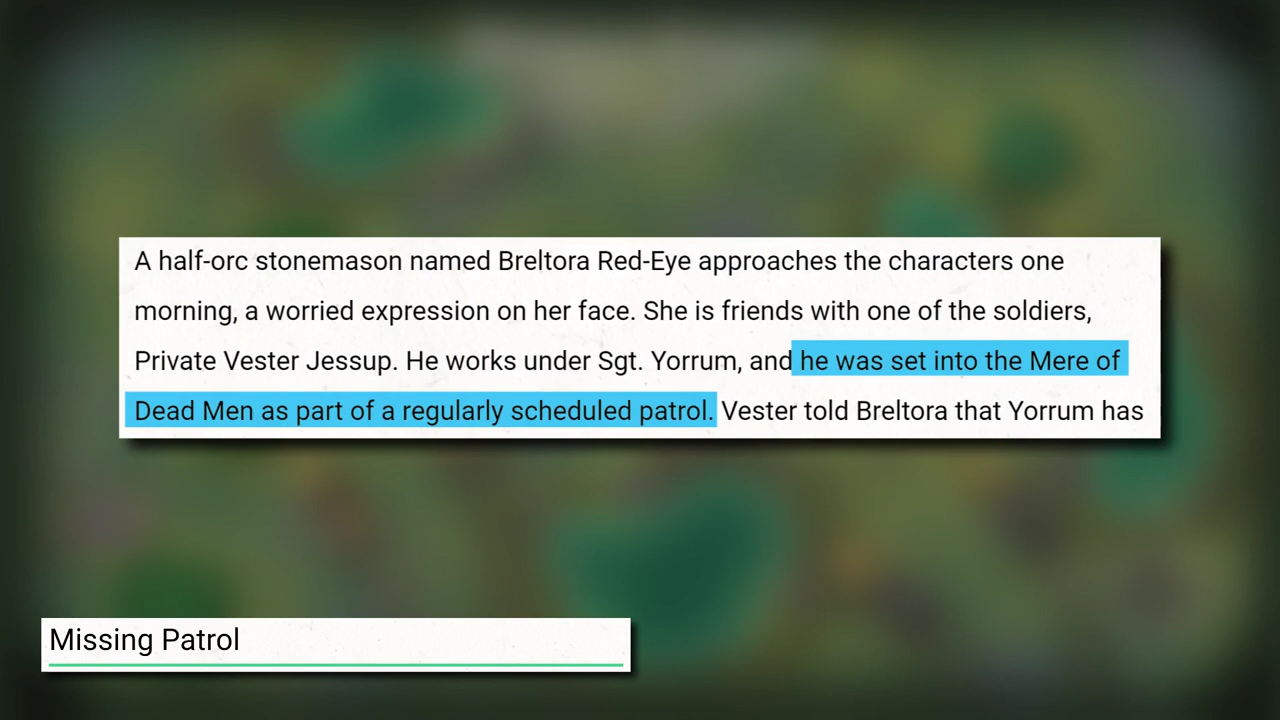 A half-orc stonemason named Breltora Red-Eye approaches the characters one
morning, a worried expression on her face. She is friends with one of the soldiers,
Private Vester Jessup. He works under Sgt. Yorrum, and he was set into the Mere of
Dead Men as part of a regularly scheduled patrol. Vester told Breltora that Yorrum has
Missing Patrol